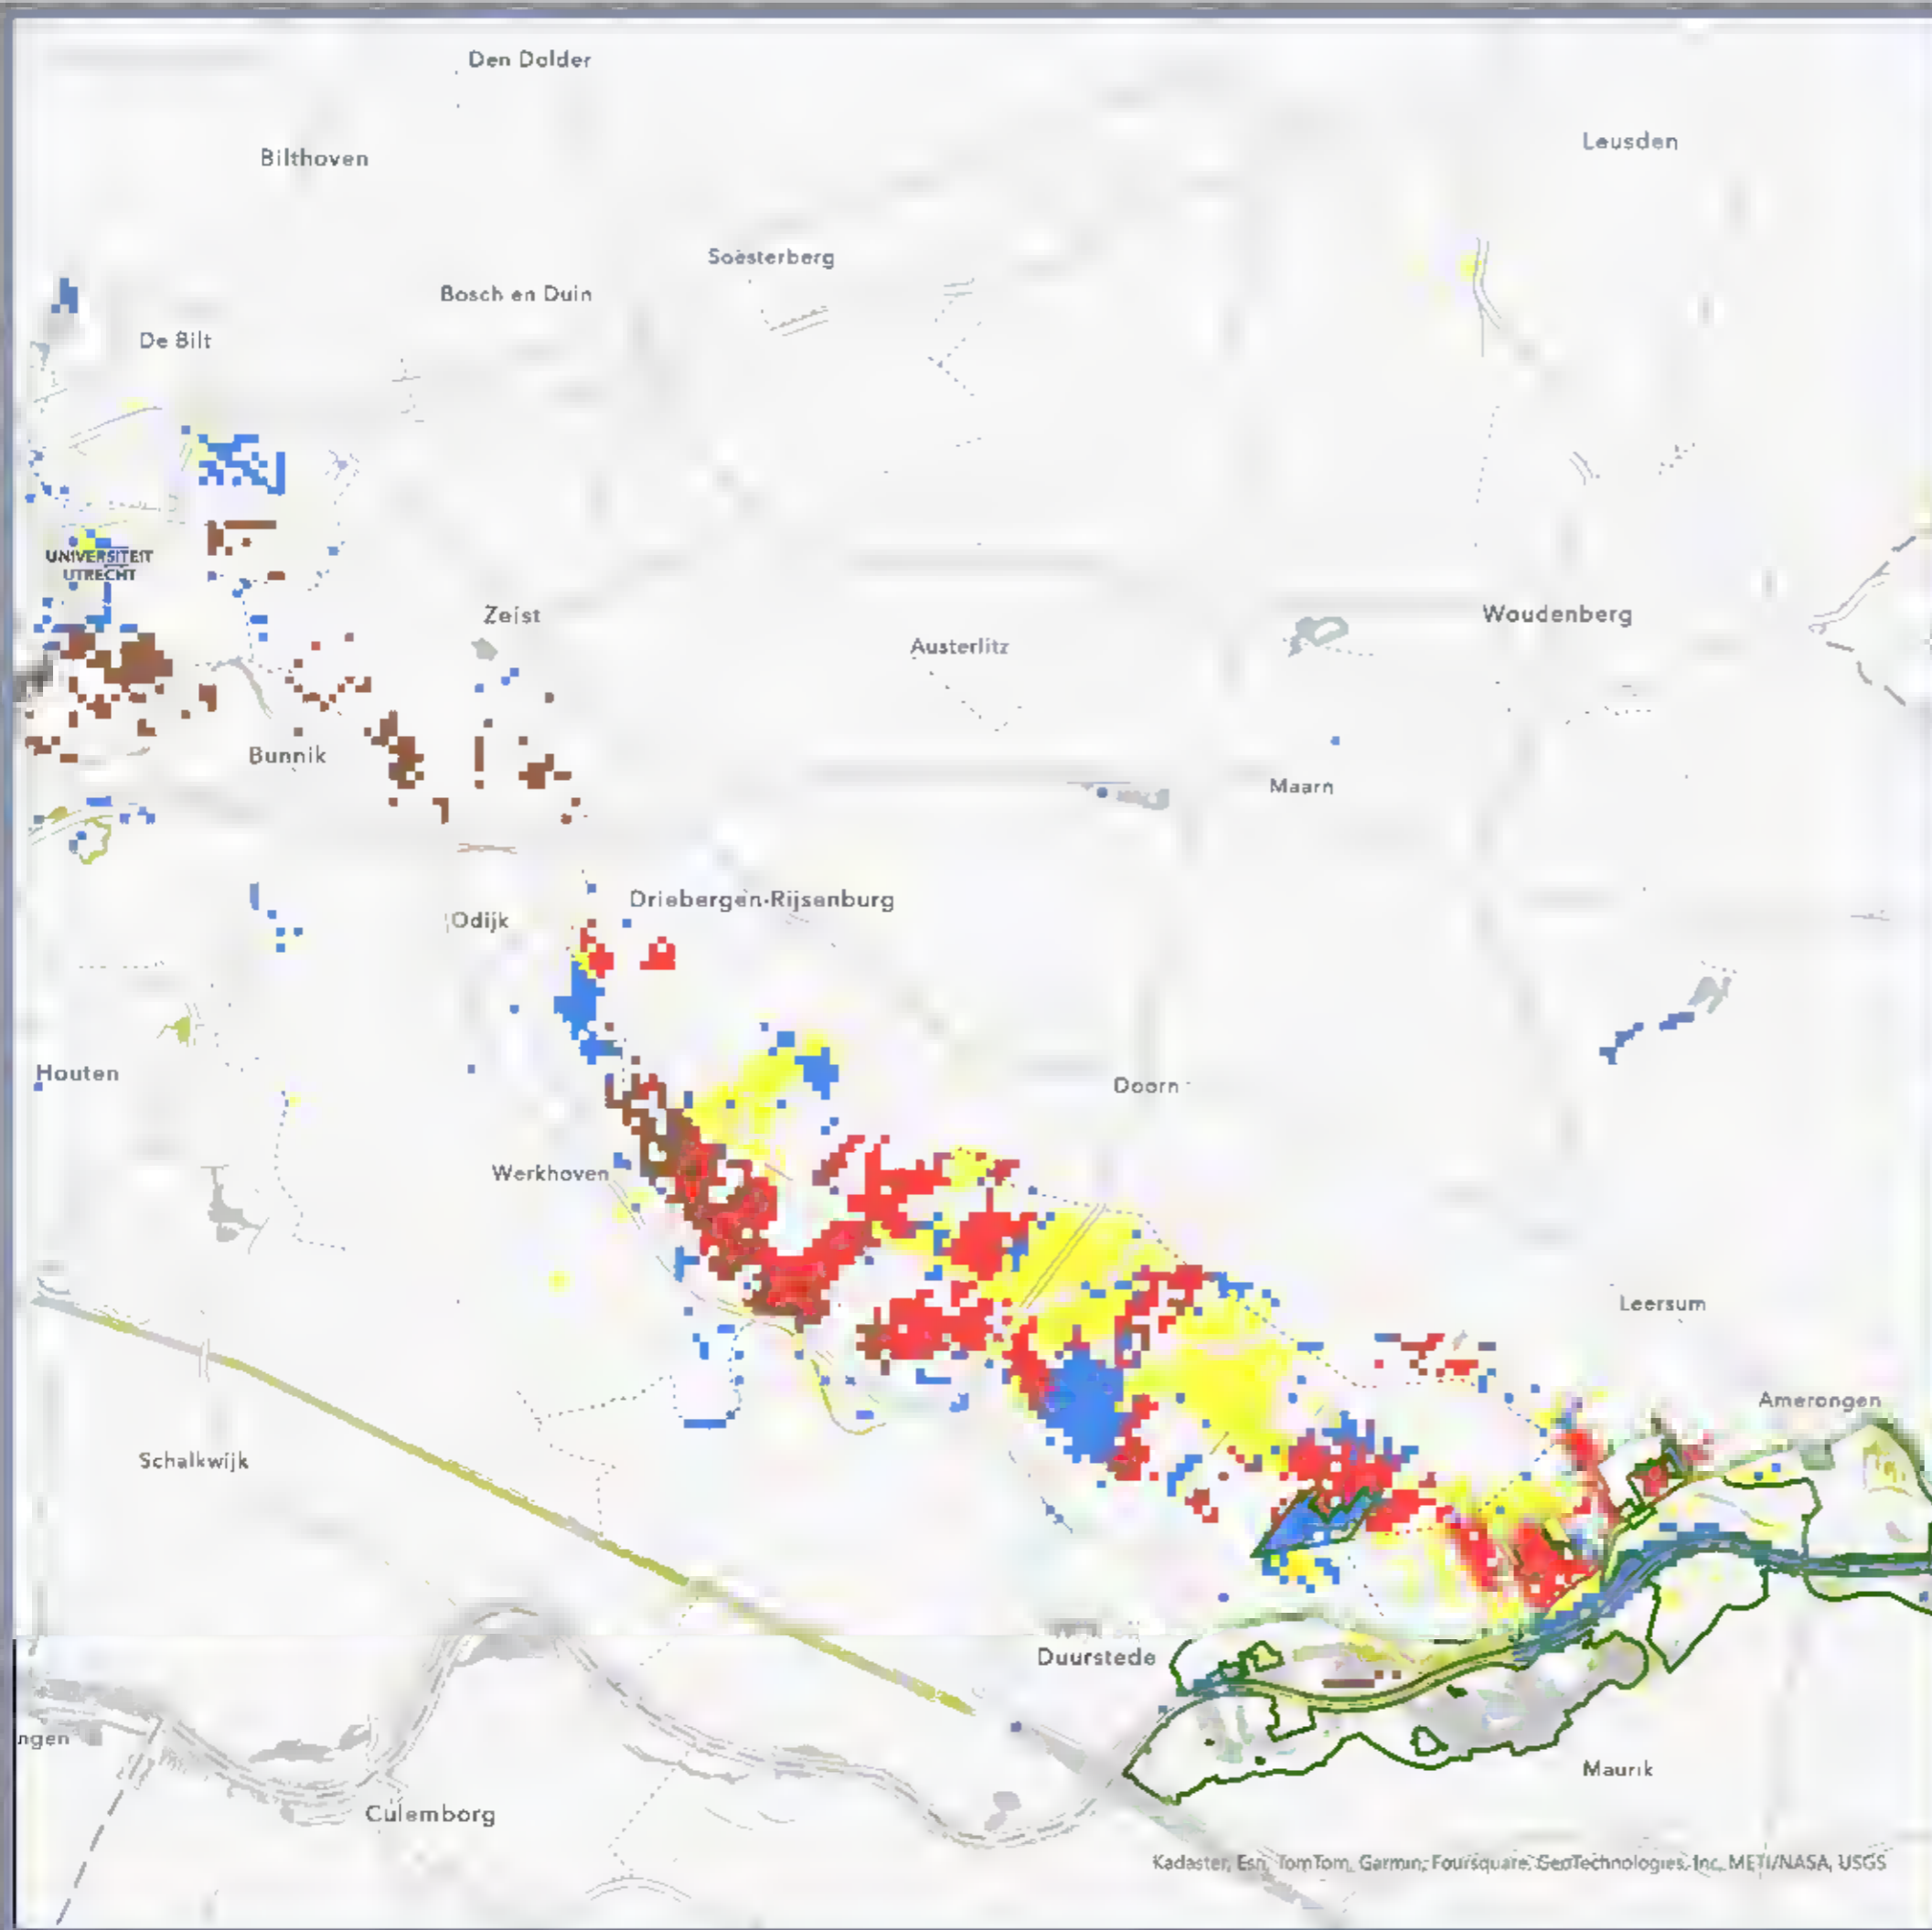 Den Dolder
Leusden
Bilthoven
Soesterberg
Bosch en Duin
De Bilt
UNIVERSITEIT
UTRECHT
Zeist
Woudenberg
Austerlitz
Bunnik
Maarn
Driebergen-Rijsenburg
Odijk
Houten
Doorn
Werkhoven
Leersum
Amerongen
Schalkwijk
Duurstede
ngen
Maurik
Culemborg
Kadaster, Esri, TomTom, Garmin, Foursquare, GeoTechnologies, Inc, METI/NASA, USGS